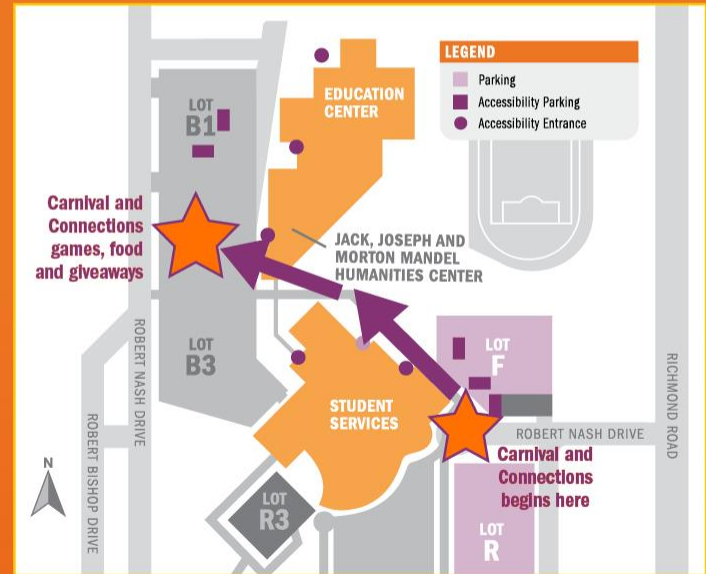 LEGEND
Parking
Accessibility Parking
Accessibility Entrance
EDUCATION
CENTER
LOT
B1
Carnival and
Connections
games, food
and giveaways
JACK, JOSEPH AND
MORTON MANDEL
HUMANITIES CENTER
LOT
B3
LOT
F
STUDENT
SERVICES
ROBERT NASH DRIVE
ROBERT BISHOP DRIVE
RICHMOND ROAD
ROBERT NASH DRIVE
Carnival and
Connections
begins here
N
LOT
R3
LOT
R